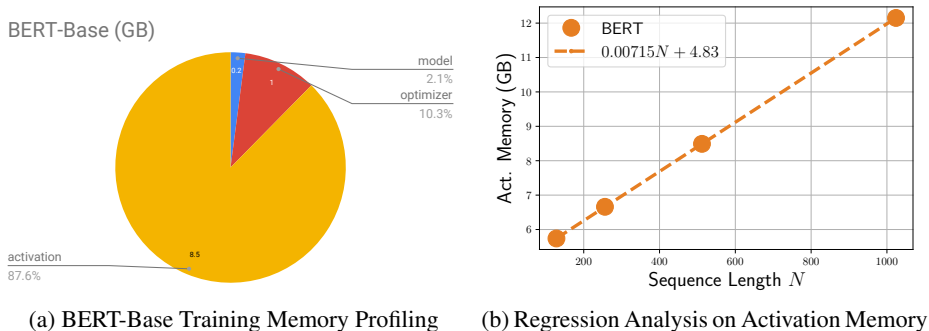 BERT-Base (GB)
model
2.1%
optimizer
10.3%
0.2
1
8.5
activation
87.6%
(a) BERT-Base Training Memory Profiling
BERT
0.00715N + 4.83
Act. Memory (GB)
12
11
10
9
8
7
6
200 400 600 800 1000
Sequence Length N
(b) Regression Analysis on Activation Memory